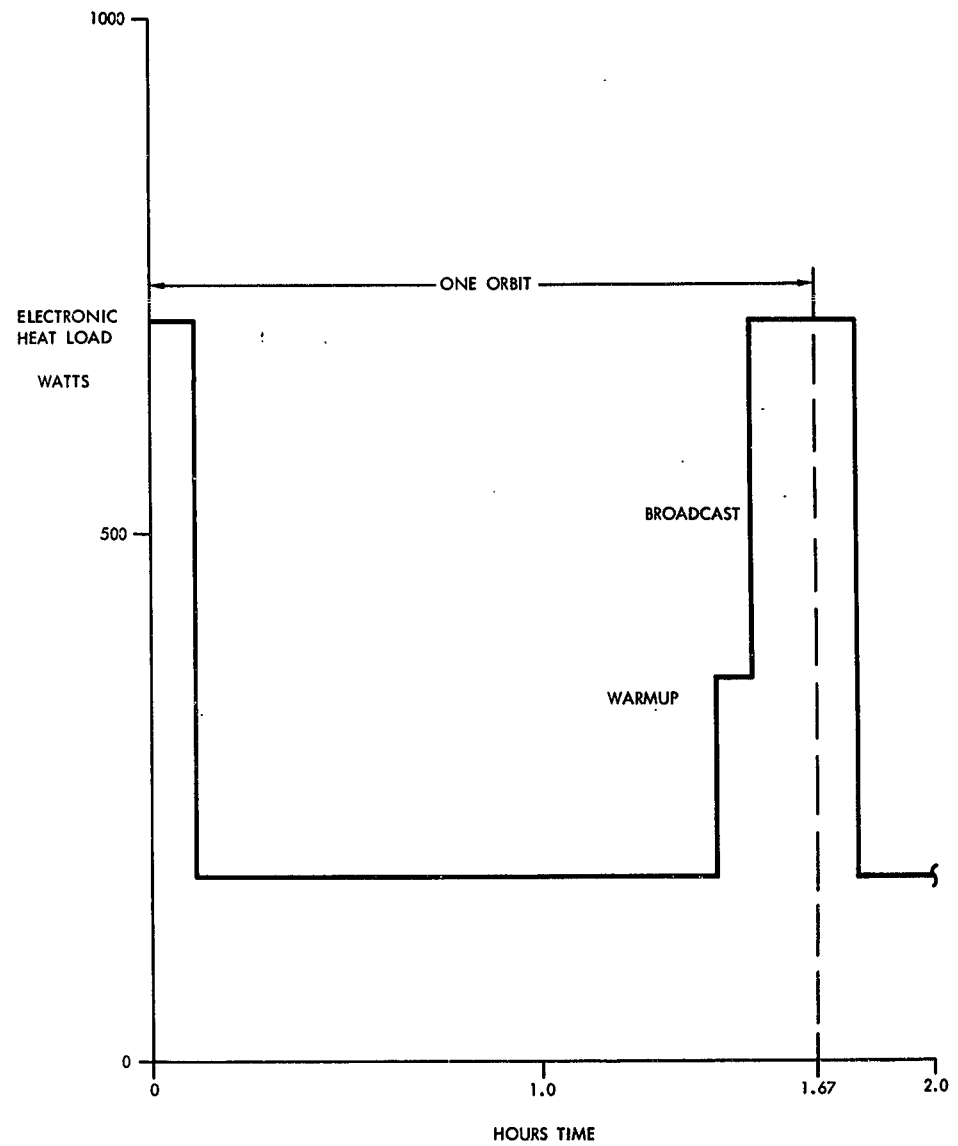 1000
ONE ORBIT
ELECTRONIC
HEAT LOAD
WATTS
500
BROADCAST
WARMUP
0
0
1.0
1.67
2.0
HOURS TIME